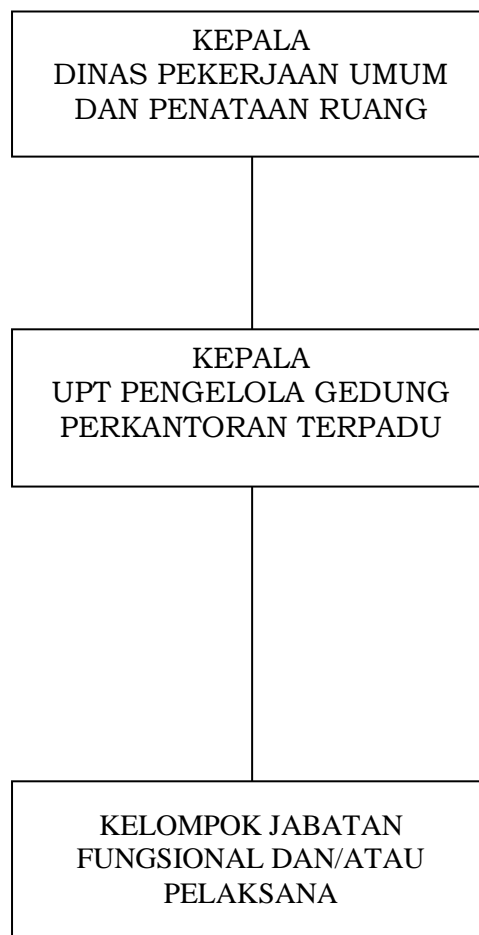 KEPALA
DINAS PEKERJAAN UMUM
DAN PENATAAN RUANG
KEPALA
UPT PENGELOLA GEDUNG
PERKANTORAN TERPADU
KELOMPOK JABATAN
FUNGSIONAL DAN/ATAU
PELAKSANA